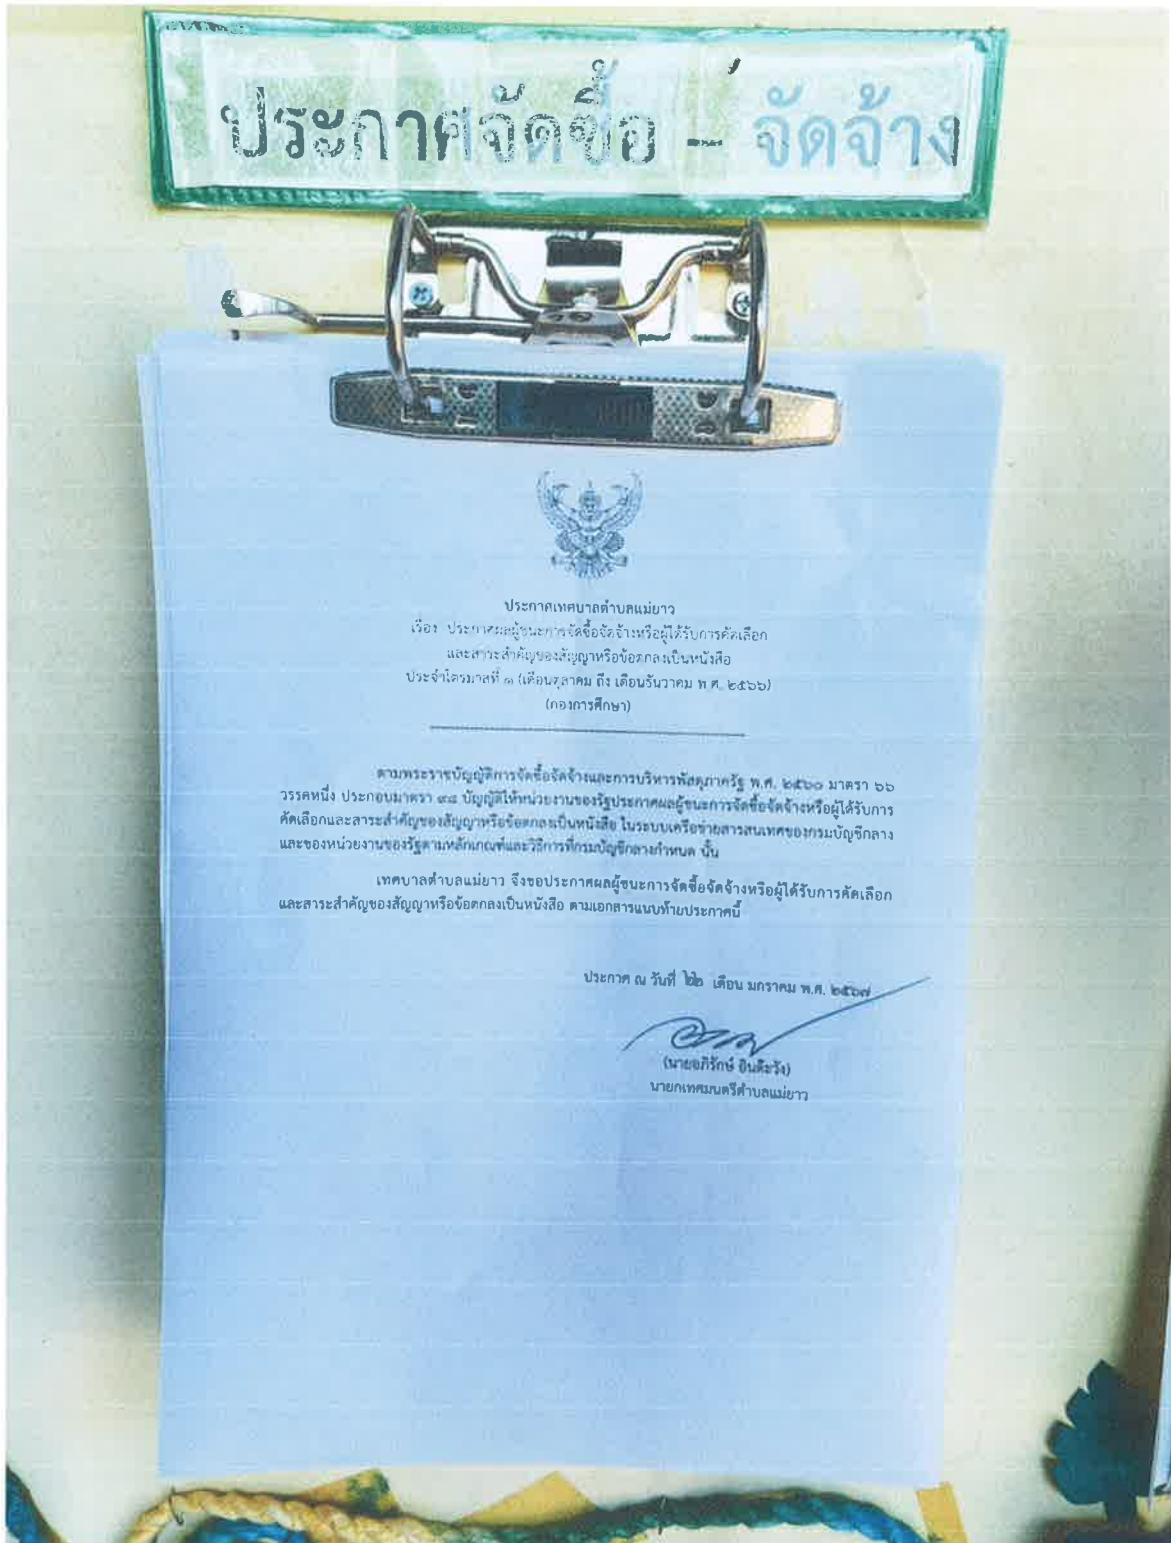 ประกาศจัดซื้อ - จัดจ้าง
ประกาศเทศบาลตำบลแม่ยาว
เรื่อง ประกาศผลผู้ชนะการจัดซื้อจัดจ้างหรือผู้ได้รับการคัดเลือก
และสาระสำคัญของสัญญาหรือข้อตกลงเป็นหนังสือ
ประจำไตรมาสที่ ๑ (เดือนตุลาคม ถึง เดือนธันวาคม พ.ศ. ๒๕๖๖)
(กองการศึกษา)
ตามพระราชบัญญัติการจัดซื้อจัดจ้างและการบริหารพัสดุภาครัฐ พ.ศ. ๒๕๖๐ มาตรา ๖๖
วรรคหนึ่ง ประกอบมาตรา ๙๘ บัญญัติให้หน่วยงานของรัฐประกาศผลผู้ชนะการจัดซื้อจัดจ้างหรือผู้ได้รับการ
คัดเลือกและสาระสำคัญของสัญญาหรือข้อตกลงเป็นหนังสือ ในระบบเครือข่ายสารสนเทศของกรมบัญชีกลาง
และของหน่วยงานของรัฐตามหลักเกณฑ์และวิธีการที่กรมบัญชีกลางกำหนด นั้น
เทศบาลตำบลแม่ยาว จึงขอประกาศผลผู้ชนะการจัดซื้อจัดจ้างหรือผู้ได้รับการคัดเลือก
และสาระสำคัญของสัญญาหรือข้อตกลงเป็นหนังสือ ตามเอกสารแนบท้ายประกาศนี้
ประกาศ ณ วันที่ ๒๒ เดือน มกราคม พ.ศ. ๒๕๖๗
(นายอภิรักษ์ อินต๊ะวัง)
นายกเทศมนตรีตำบลแม่ยาว